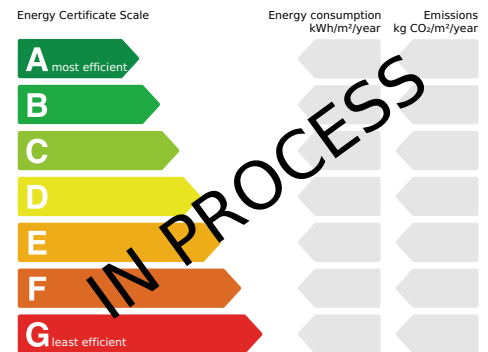 Energy Certificate Scale
Energy consumption
kWh/m²/year
Emissions
kg CO₂/m²/year
A most efficient
B
C
D
E
F
G least efficient
IN PROCESS